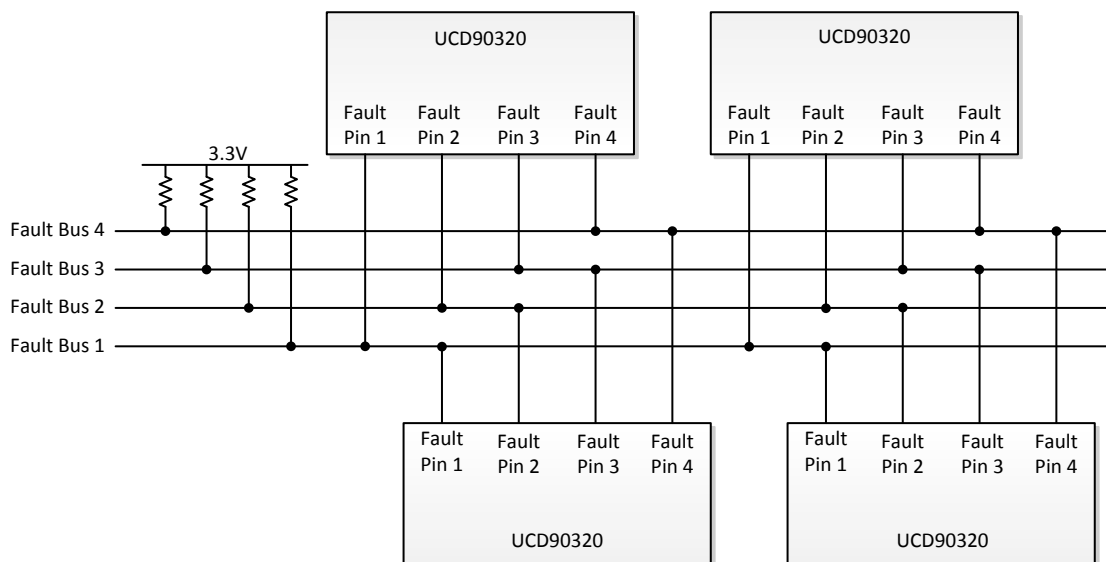 UCD90320
UCD90320
Fault Fault Fault Fault
Pin 1 Pin 2 Pin 3 Pin 4
Fault Fault Fault Fault
Pin 1 Pin 2 Pin 3 Pin 4
3.3V
Fault Bus 4
Fault Bus 3
Fault Bus 2
Fault Bus 1
Fault Fault Fault Fault
Pin 1 Pin 2 Pin 3 Pin 4
Fault Fault Fault Fault
Pin 1 Pin 2 Pin 3 Pin 4
UCD90320
UCD90320